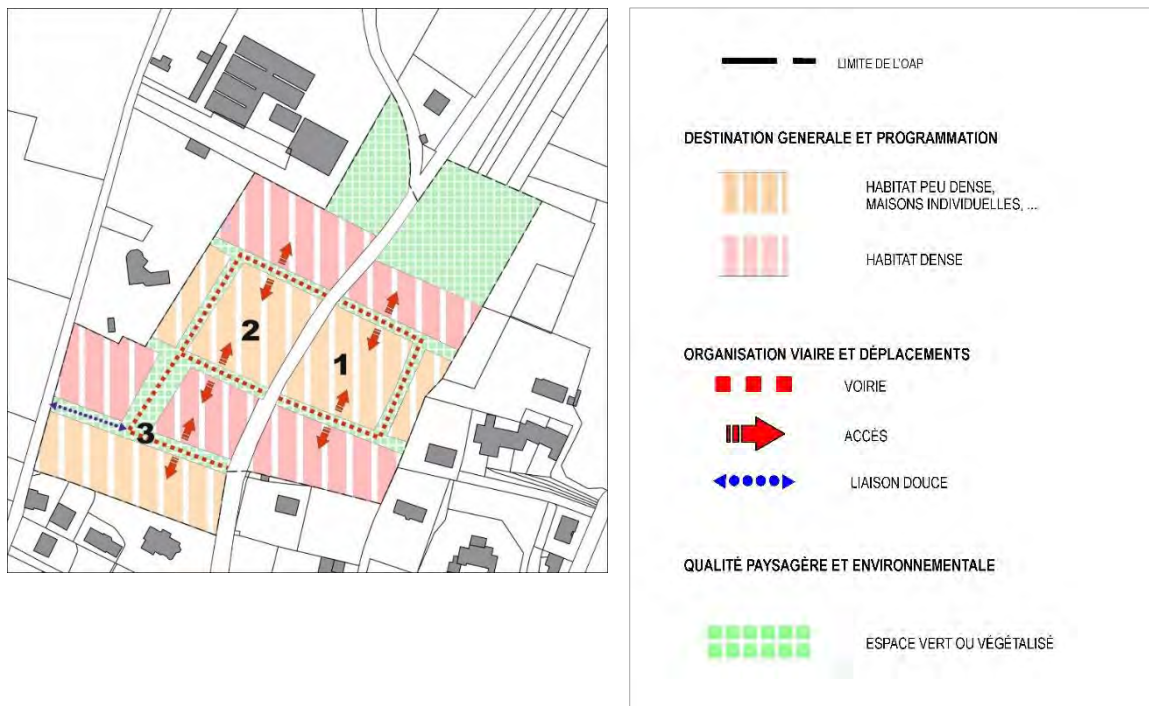 2
1
3
LIMITE DE L'OAP
DESTINATION GENERALE ET PROGRAMMATION
HABITAT PEU DENSE,
MAISONS INDIVIDUELLES, ...
HABITAT DENSE
ORGANISATION VIAIRE ET DÉPLACEMENTS
VOIRIE
ACCÈS
LIAISON DOUCE
QUALITÉ PAYSAGÈRE ET ENVIRONNEMENTALE
ESPACE VERT OU VÉGÉTALISÉ